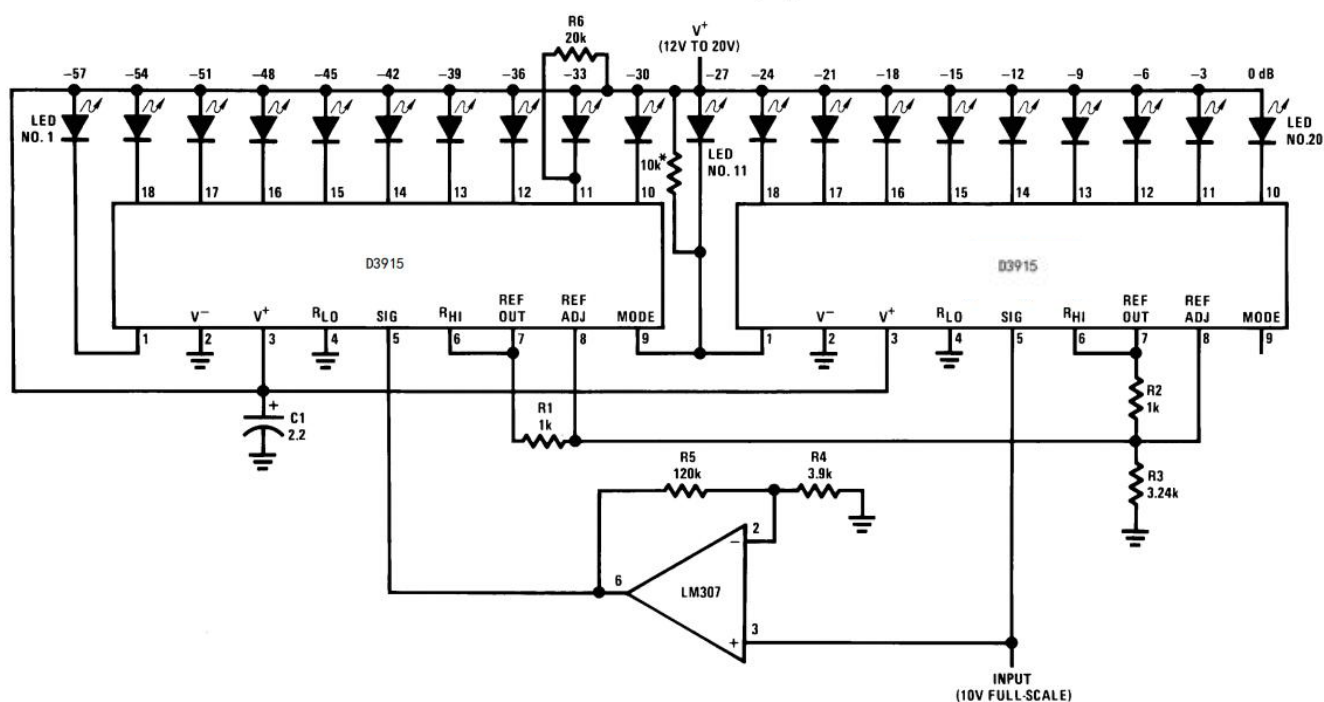 R6
20k
V+
(12V TO 20V)
−57 −54 −51 −48 −45 −42 −39 −36 −33 −30 −27 −24 −21 −18 −15 −12 −9 −6 −3 0 dB
LED
NO. 1
10k*
LED
NO. 11
LED
NO.20
18 17 16 15 14 13 12 11 10 18 17 16 15 14 13 12 11 10
D3915 D3915
V− V+ RLO SIG RHI REF OUT REF ADJ MODE V− V+ RLO SIG RHI REF OUT REF ADJ MODE
1 2 3 4 5 6 7 8 9 1 2 3 4 5 6 7 8 9
+
C1
2.2
R1
1k
R2
1k
R5
120k
R4
3.9k
R3
3.24k
2
−
6
LM307
+
3
INPUT
(10V FULL-SCALE)